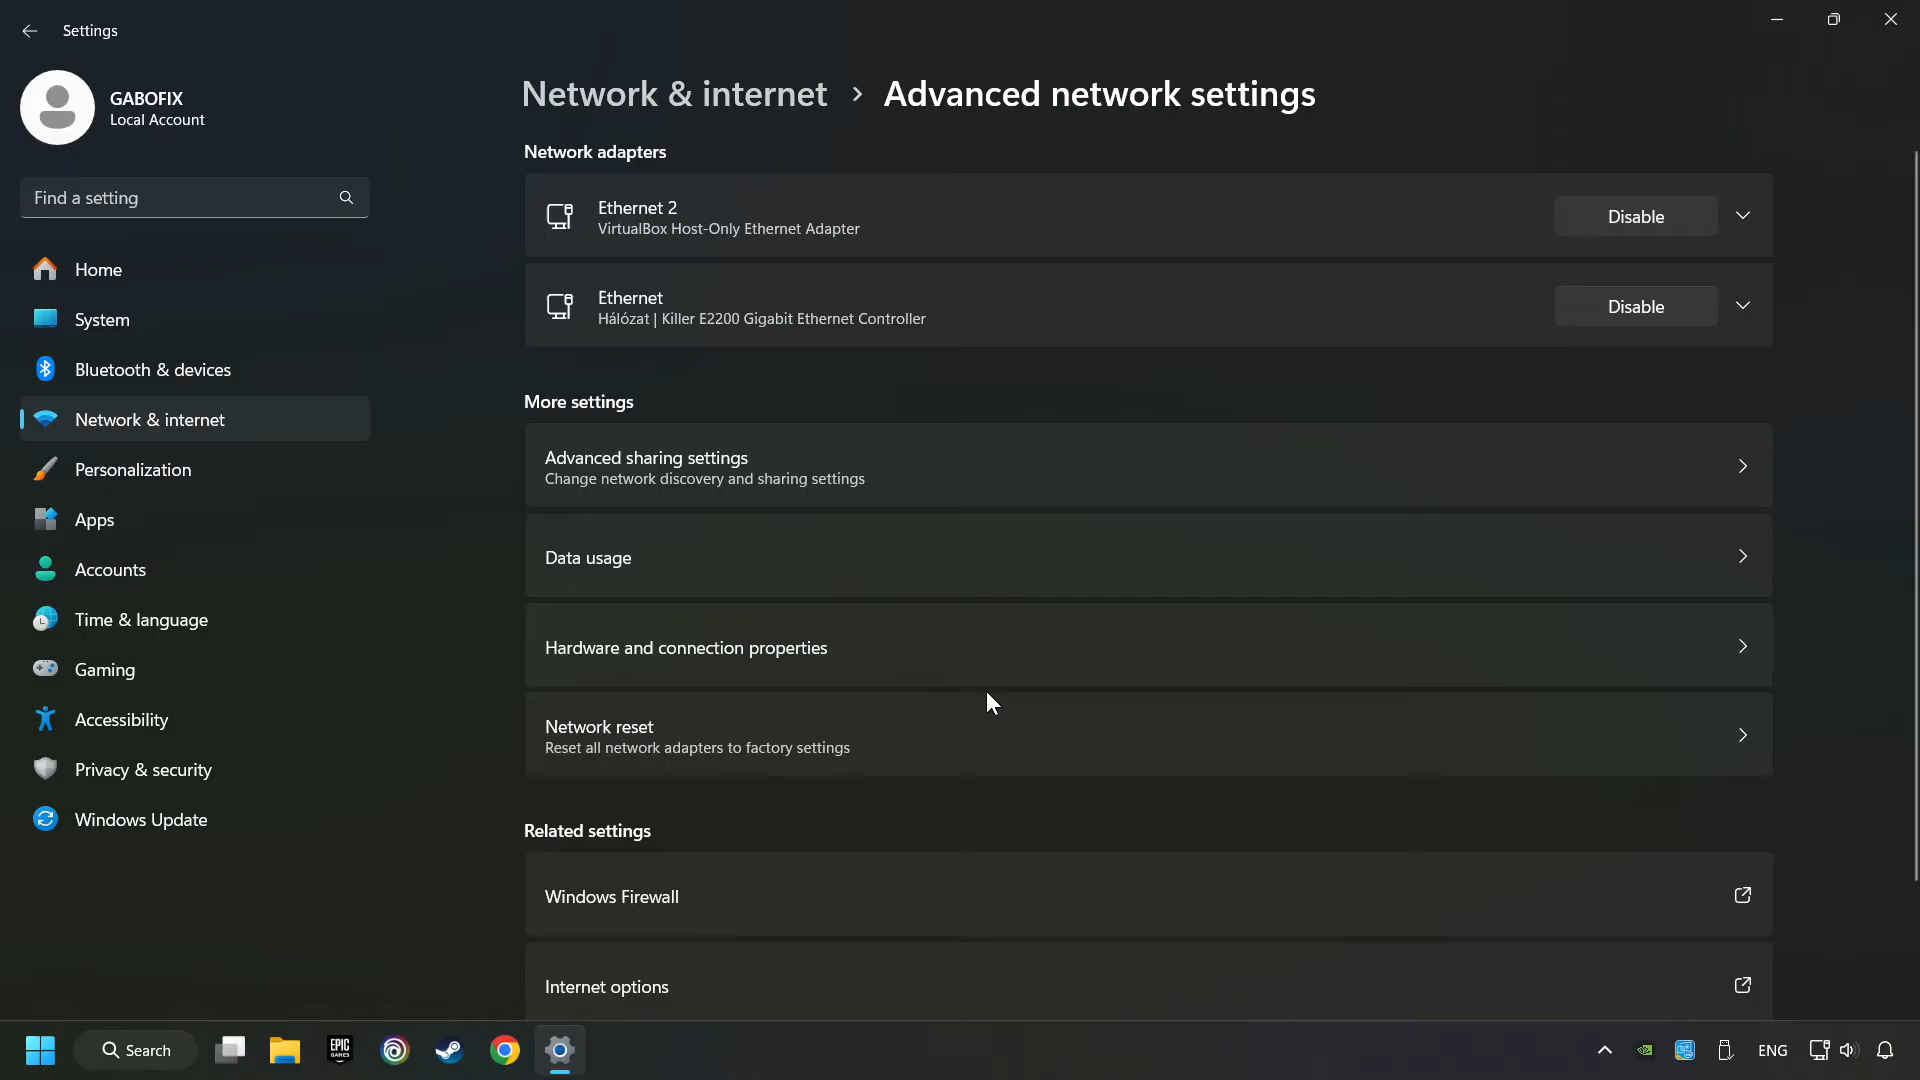 Settings
GABOFIX
Local Account
Find a setting
Home
System
Bluetooth & devices
Network & internet
Personalization
Apps
Accounts
Time & language
Gaming
Accessibility
Privacy & security
Windows Update
Network & internet > Advanced network settings
Network adapters
Ethernet 2
VirtualBox Host-Only Ethernet Adapter
Disable
Ethernet
Hálózat | Killer E2200 Gigabit Ethernet Controller
Disable
More settings
Advanced sharing settings
Change network discovery and sharing settings
Data usage
Hardware and connection properties
Network reset
Reset all network adapters to factory settings
Related settings
Windows Firewall
Internet options
Search
EPIC
GAMES
ENG